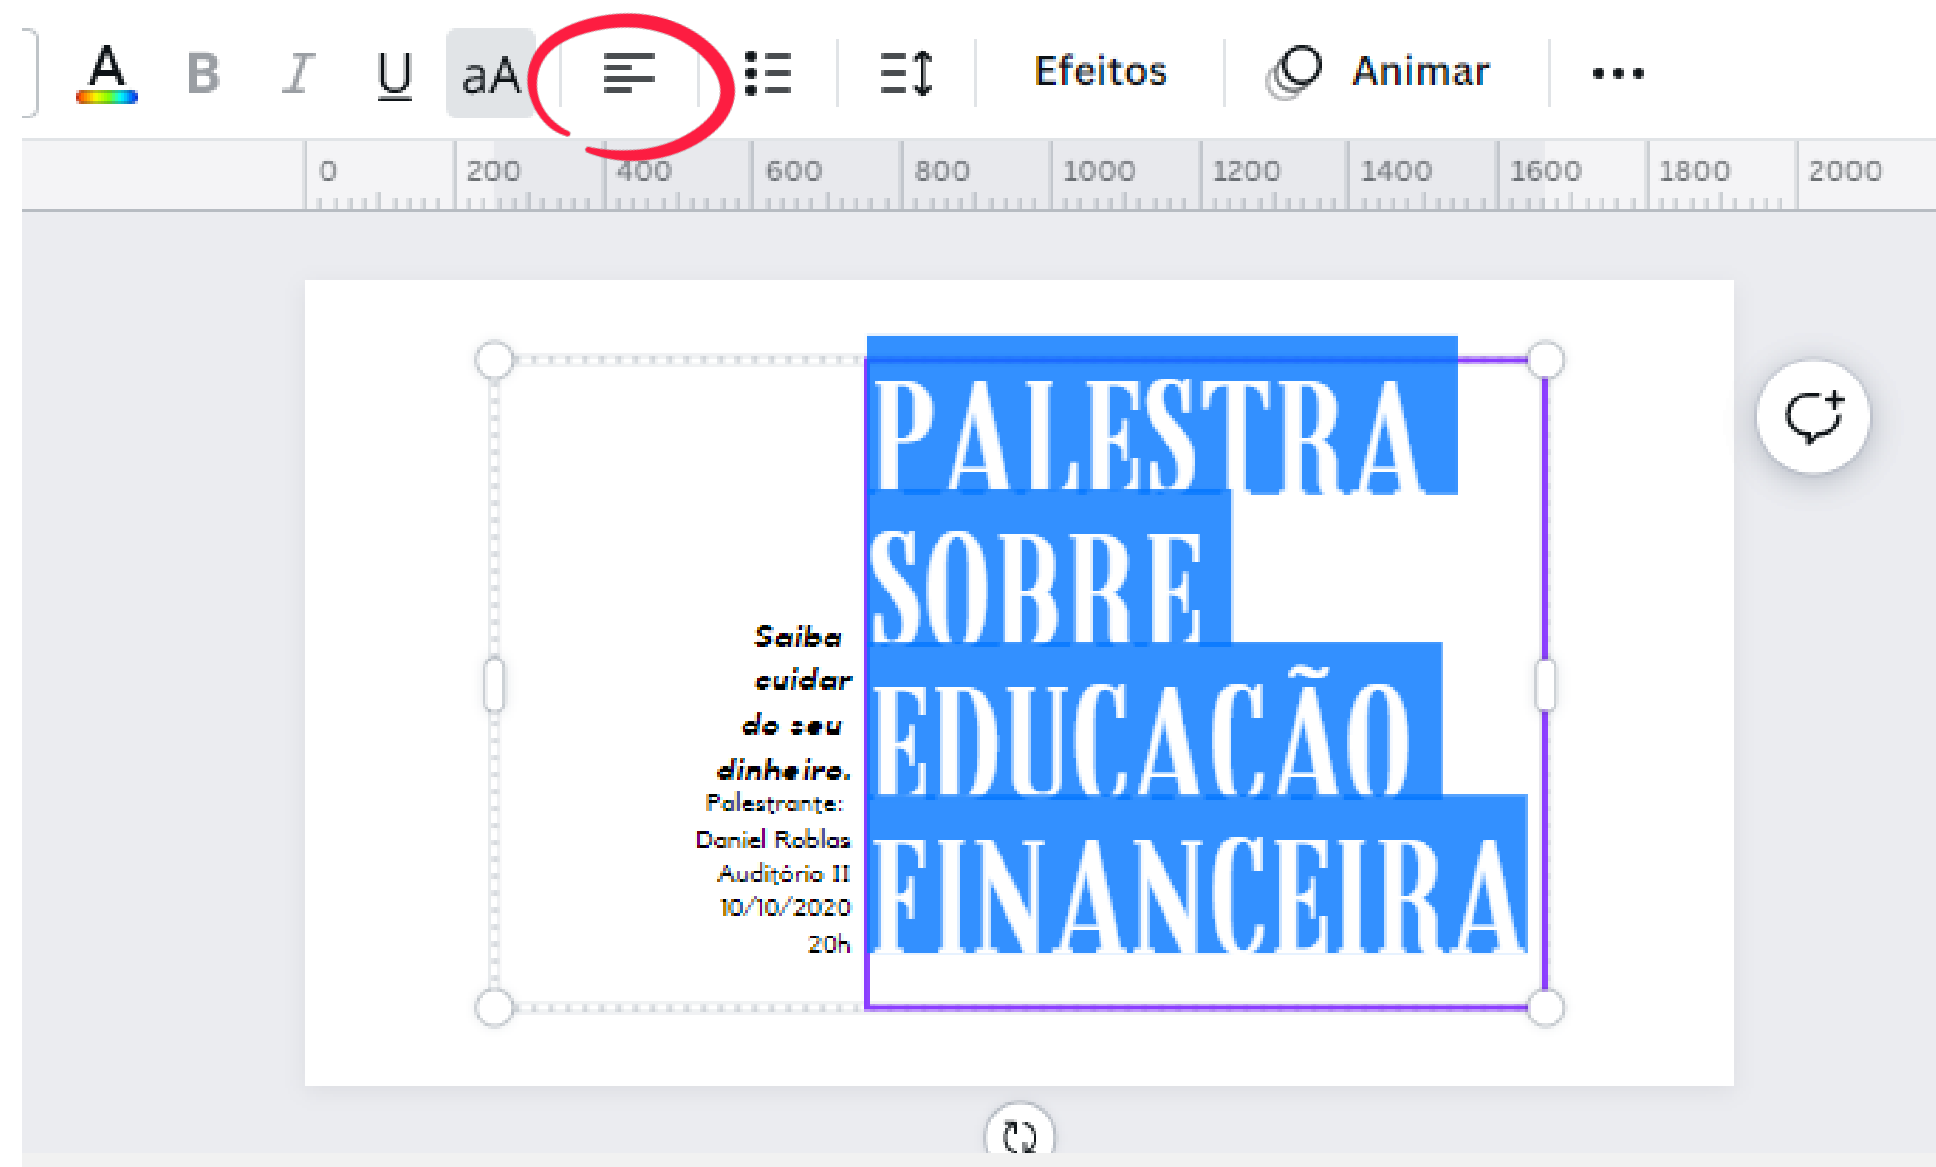 A B I U aA Efeitos Animar
0 200 400 600 800 1000 1200 1400 1600 1800 2000
PALESTRA
SOBRE
EDUCAÇÃO
FINANCEIRA
Saiba
cuidar
do seu
dinheiro.
Palestrante:
Daniel Roblas
Auditório II
10/10/2020
20h